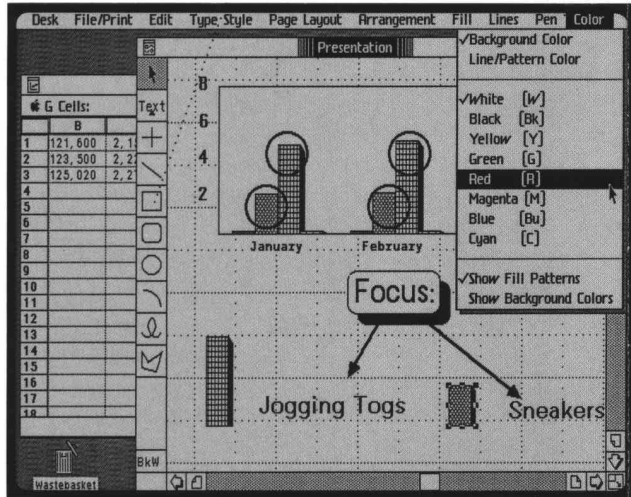 Desk File/Print Edit Type Style Page Layout Arrangement Fill Lines Pen Color
Presentation
✓Background Color
Line/Pattern Color
✓White [W]
Black [Bk]
Yellow [Y]
Green [G]
Red [R]
Magenta [M]
Blue [Bu]
Cyan [C]
✓Show Fill Patterns
Show Background Colors
G Cells:
B
1 121,600
2 123,500
3 125,020
4
5
6
7
8
9
10
11
12
13
14
15
16
17
18
Text
BkW
8
6
4
2
January February
Focus:
Jogging Togs Sneakers
Wastebasket